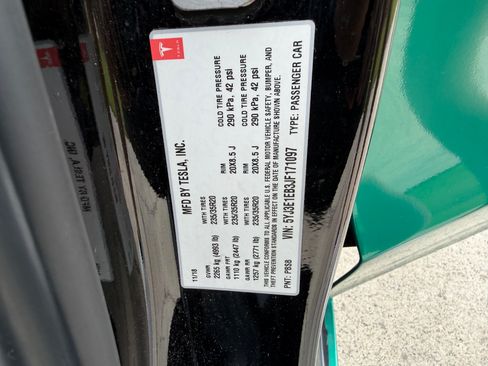 TESLA
MFD BY TESLA, INC.
11/18
GVWR
2265 kg (4993 lb)
GAWR FRT
1110 kg (2447 lb)
WITH TIRES
235/35R20
RIM
20X8.5 J
COLD TIRE PRESSURE
290 kPa, 42 psi
GAWR RR
1257 kg (2771 lb)
WITH TIRES
235/35R20
RIM
20X8.5 J
COLD TIRE PRESSURE
290 kPa, 42 psi
THIS VEHICLE CONFORMS TO ALL APPLICABLE U.S. FEDERAL MOTOR VEHICLE SAFETY, BUMPER, AND
THEFT PREVENTION STANDARDS IN EFFECT ON THE DATE OF MANUFACTURE SHOWN ABOVE.
VIN: 5YJ3E1EB3JF171097
TYPE: PASSENGER CAR
PNT: PBSB